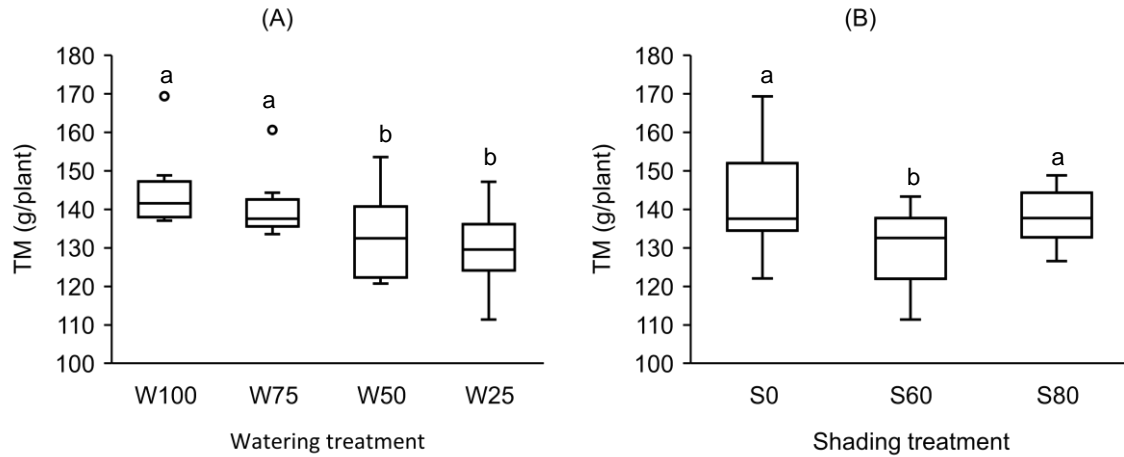 (A)
TM (g/plant)
180
170
160
150
140
130
120
110
100
a
a
b
b
W100 W75 W50 W25
Watering treatment
(B)
TM (g/plant)
180
170
160
150
140
130
120
110
100
a
b
a
S0 S60 S80
Shading treatment